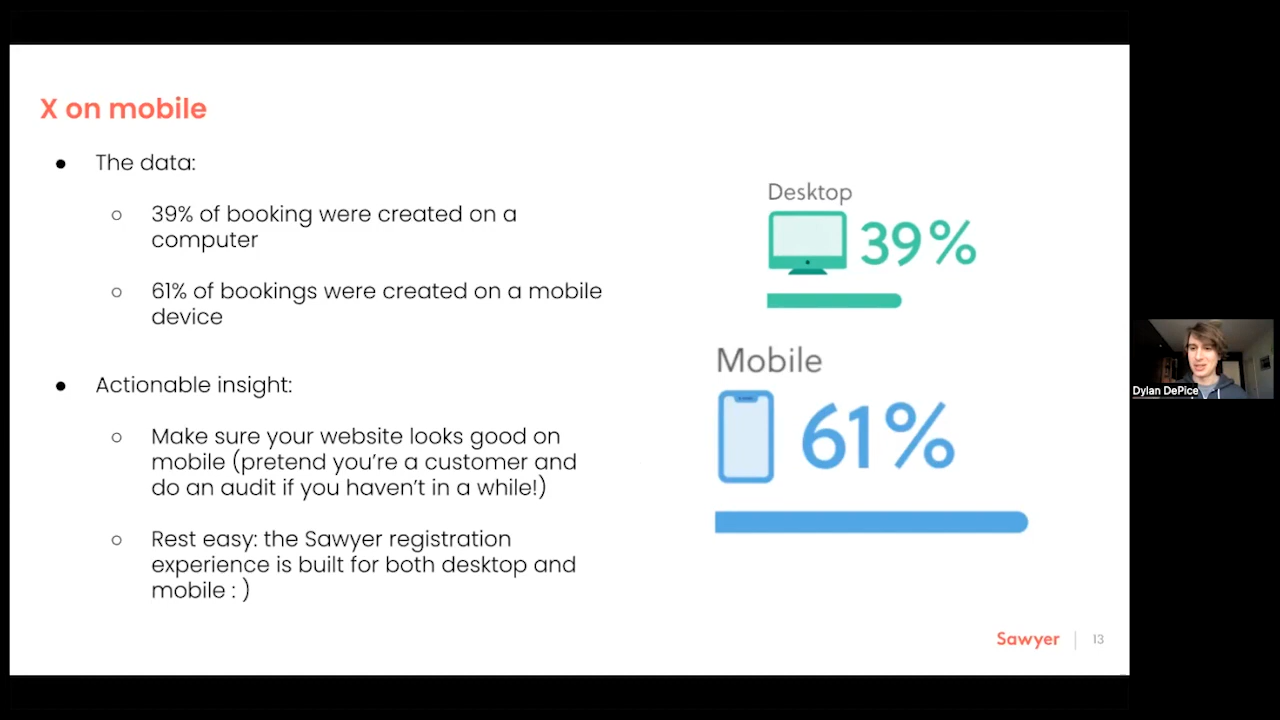 X on mobile
● The data:
○ 39% of booking were created on a
computer
○ 61% of bookings were created on a mobile
device
● Actionable insight:
○ Make sure your website looks good on
mobile (pretend you're a customer and
do an audit if you haven't in a while!)
○ Rest easy: the Sawyer registration
experience is built for both desktop and
mobile : )
Desktop
39%
Mobile
61%
Sawyer | 13
Dylan DePice